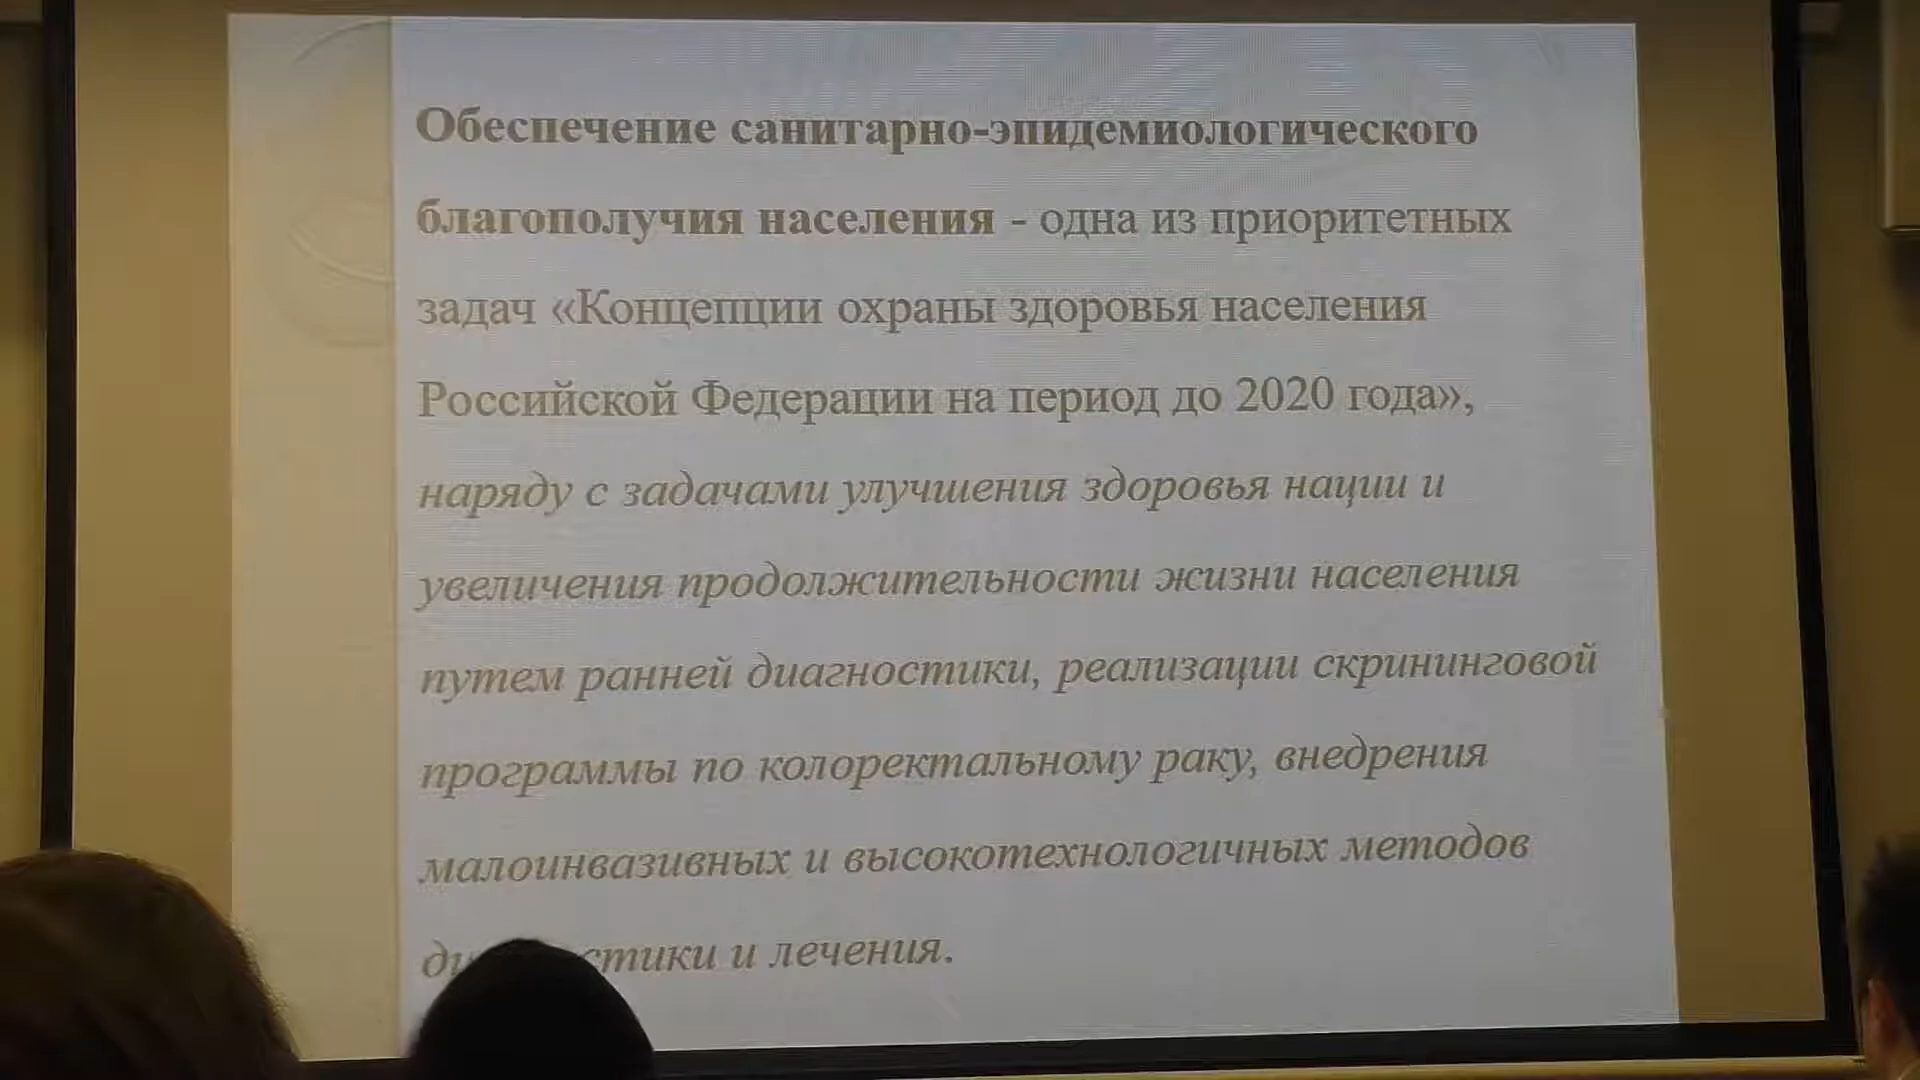 Обеспечение санитарно-эпидемиологического
благополучия населения - одна из приоритетных
задач «Концепции охраны здоровья населения
Российской Федерации на период до 2020 года»,
наряду с задачами улучшения здоровья нации и
увеличения продолжительности жизни населения
путем ранней диагностики, реализации скрининговой
программы по колоректальному раку, внедрения
малоинвазивных и высокотехнологичных методов
и лечения.